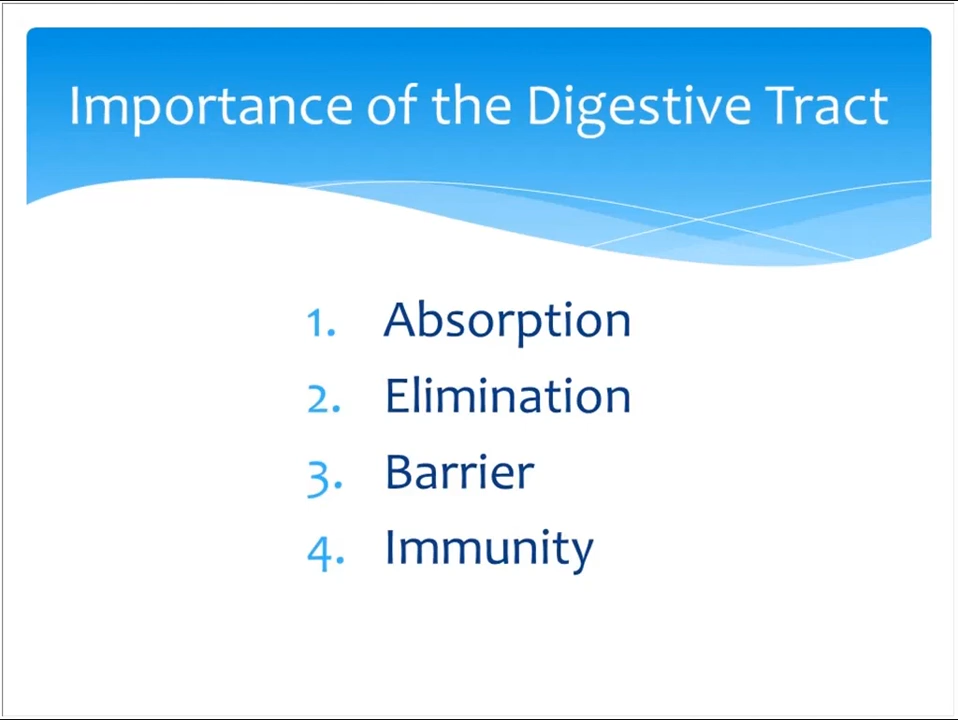 Importance of the Digestive Tract
1. Absorption
2. Elimination
3. Barrier
4. Immunity